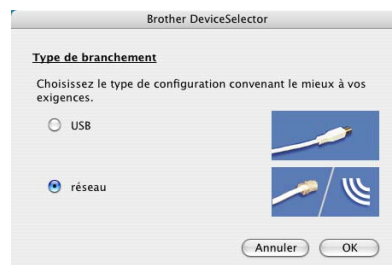 Brother DeviceSelector
Type de branchement
Choisissez le type de configuration convenant le mieux à vos
exigences.
USB
réseau
Annuler
OK